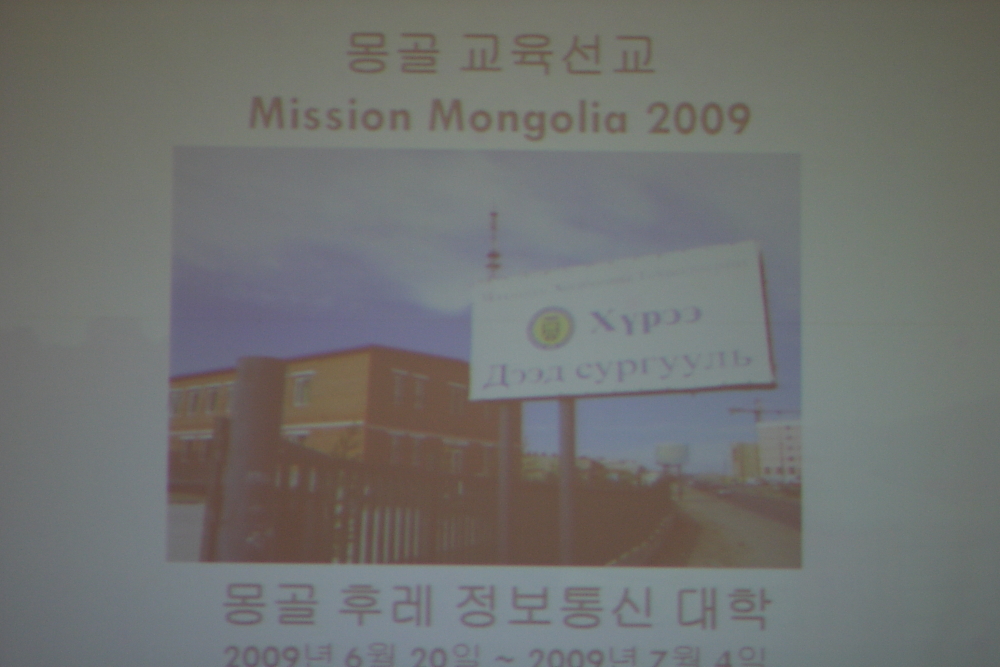 몽골 교육선교
Mission Mongolia 2009
Хүрээ
Дээд сургууль
몽골 후레 정보통신 대학
2009년 6월 20일 ~ 2009년 7월 4일